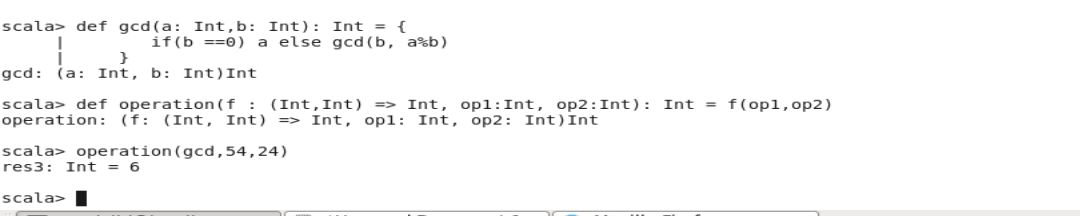 scala> def gcd(a: Int,b: Int): Int = {
     |         if(b ==0) a else gcd(b, a%b)
     |     }
gcd: (a: Int, b: Int)Int
scala> def operation(f : (Int,Int) => Int, op1:Int, op2:Int): Int = f(op1,op2)
operation: (f: (Int, Int) => Int, op1: Int, op2: Int)Int
scala> operation(gcd,54,24)
res3: Int = 6
scala>